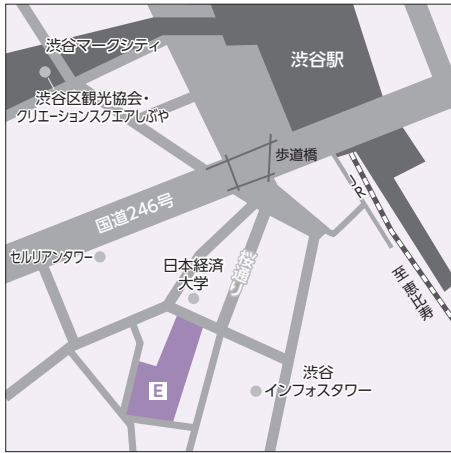 渋谷マークシティ
渋谷駅
渋谷区観光協会・
クリエーションスクエアしぶや
歩道橋
JR
国道246号
セルリアンタワー
日本経済
大学
桜通り
至恵比寿
E
渋谷
インフォスタワー